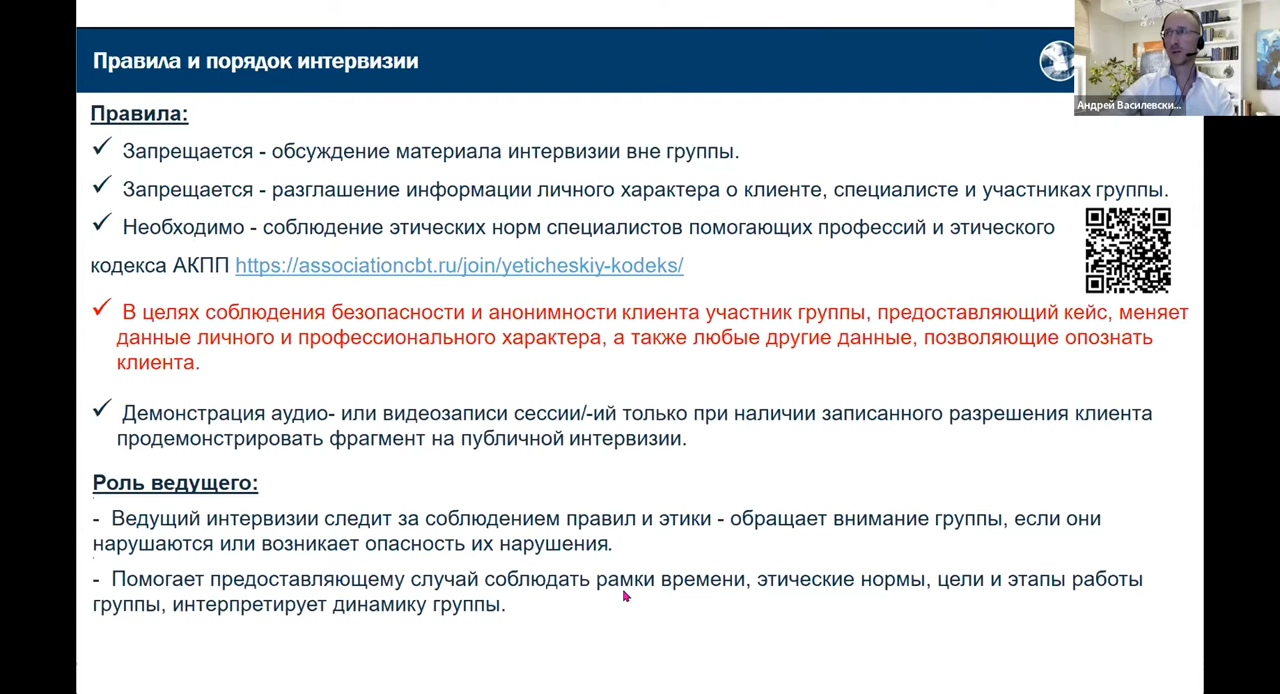 Правила и порядок интервизии
Андрей Василевски...
Правила:
✓ Запрещается - обсуждение материала интервизии вне группы.
✓ Запрещается - разглашение информации личного характера о клиенте, специалисте и участниках группы.
✓ Необходимо - соблюдение этических норм специалистов помогающих профессий и этического
кодекса АКПП https://associationcbt.ru/join/yeticheskiy-kodeks/
✓ В целях соблюдения безопасности и анонимности клиента участник группы, предоставляющий кейс, меняет
данные личного и профессионального характера, а также любые другие данные, позволяющие опознать
клиента.
✓ Демонстрация аудио- или видеозаписи сессии/-ий только при наличии записанного разрешения клиента
продемонстрировать фрагмент на публичной интервизии.
Роль ведущего:
- Ведущий интервизии следит за соблюдением правил и этики - обращает внимание группы, если они
нарушаются или возникает опасность их нарушения.
- Помогает предоставляющему случай соблюдать рамки времени, этические нормы, цели и этапы работы
группы, интерпретирует динамику группы.